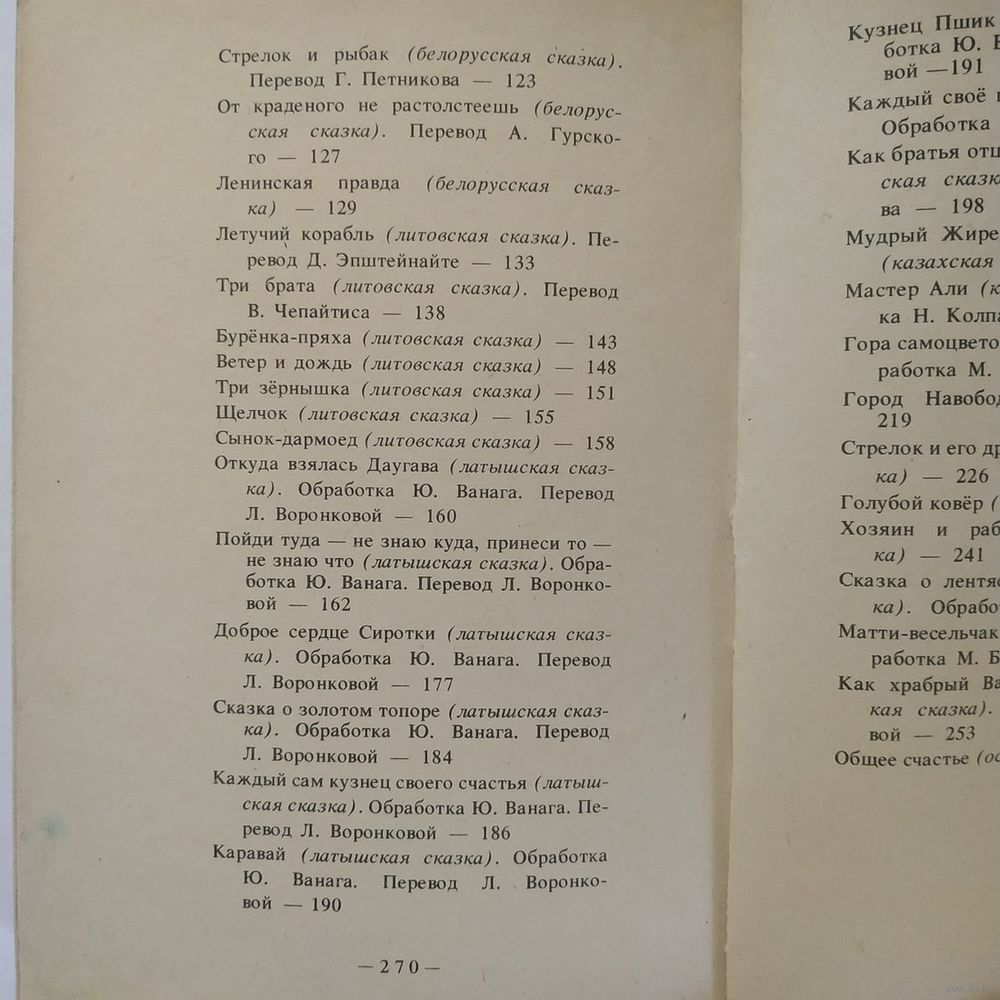 Стрелок и рыбак (белорусская сказка).
Перевод Г. Петникова — 123
От краденого не растолстеешь (белорус-
ская сказка). Перевод А. Гурско-
го — 127
Ленинская правда (белорусская сказ-
ка) — 129
Летучий корабль (литовская сказка). Пе-
ревод Д. Эпштейнайте — 133
Три брата (литовская сказка). Перевод
В. Чепайтиса — 138
Бурёнка-пряха (литовская сказка) — 143
Ветер и дождь (литовская сказка) — 148
Три зёрнышка (литовская сказка) — 151
Щелчок (литовская сказка) — 155
Сынок-дармоед (литовская сказка) — 158
Откуда взялась Даугава (латышская сказ-
ка). Обработка Ю. Ванага. Перевод
Л. Воронковой — 160
Пойди туда — не знаю куда, принеси то —
не знаю что (латышская сказка). Обра-
ботка Ю. Ванага. Перевод Л. Воронко-
вой — 162
Доброе сердце Сиротки (латышская сказ-
ка). Обработка Ю. Ванага. Перевод
Л. Воронковой — 177
Сказка о золотом топоре (латышская сказ-
ка). Обработка Ю. Ванага. Перевод
Л. Воронковой — 184
Каждый сам кузнец своего счастья (латыш-
ская сказка). Обработка Ю. Ванага. Пе-
ревод Л. Воронковой — 186
Каравай (латышская сказка). Обработка
Ю. Ванага. Перевод Л. Воронко-
вой — 190
— 270 —
Кузнец Пшик
ботка Ю.
вой — 191
Каждый своё
Обработка
Как братья
ская
ва — 198
Мудрый
(казахская
Мастер Али
ка Н.
Гора
работка М.
Город
219
Стрелок и его
ка) — 226
Голубой ковёр
Хозяин и
ка) — 241
Сказка о
ка).
Матти-весельчак
работка М.
Как храбрый
кая сказка).
вой — 253
Общее счастье